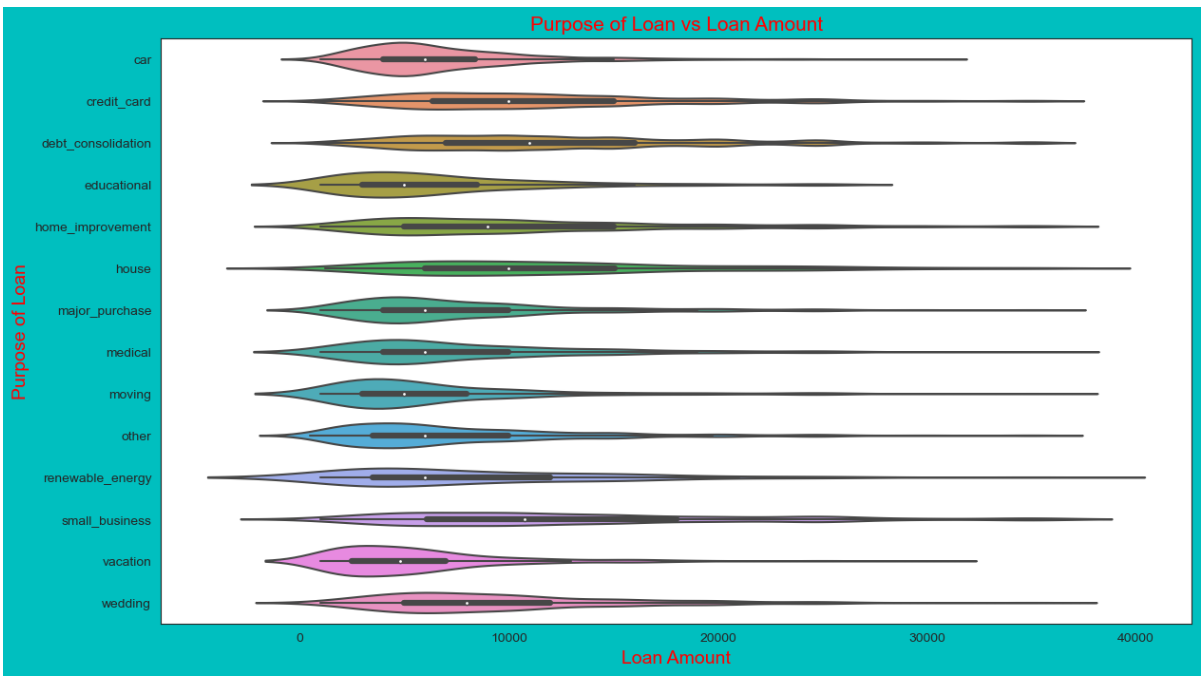 Purpose of Loan vs Loan Amount
Purpose of Loan
car
credit_card
debt_consolidation
educational
home_improvement
house
major_purchase
medical
moving
other
renewable_energy
small_business
vacation
wedding
0 10000 20000 30000 40000
Loan Amount